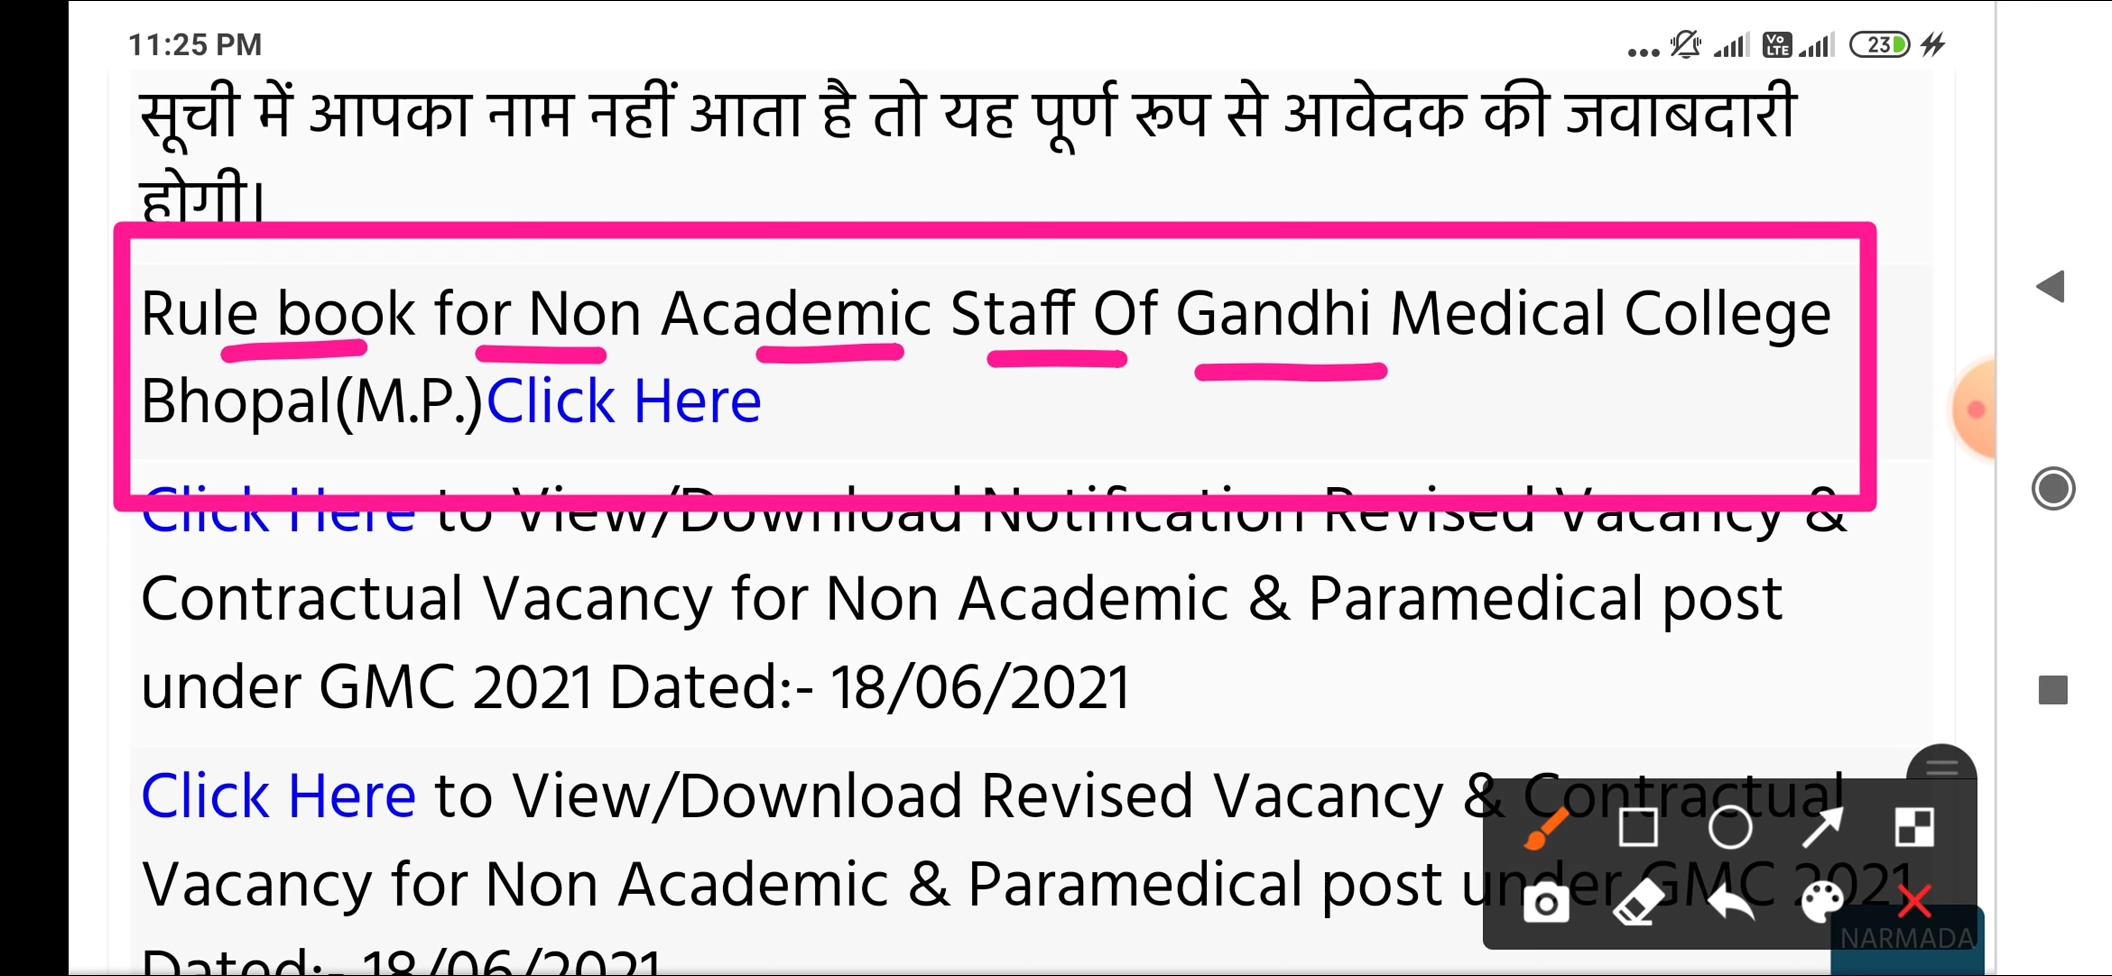 11:25 PM
Vo LTE
23
सूची में आपका नाम नहीं आता है तो यह पूर्ण रूप से आवेदक की जवाबदारी
होगी।
Rule book for Non Academic Staff Of Gandhi Medical College
Bhopal(M.P.)Click Here
Click Here to View/Download Notification Revised Vacancy &
Contractual Vacancy for Non Academic & Paramedical post
under GMC 2021 Dated:- 18/06/2021
Click Here to View/Download Revised Vacancy & Contractual
Vacancy for Non Academic & Paramedical post under GMC 2021
Dated:- 18/06/2021
NARMADA